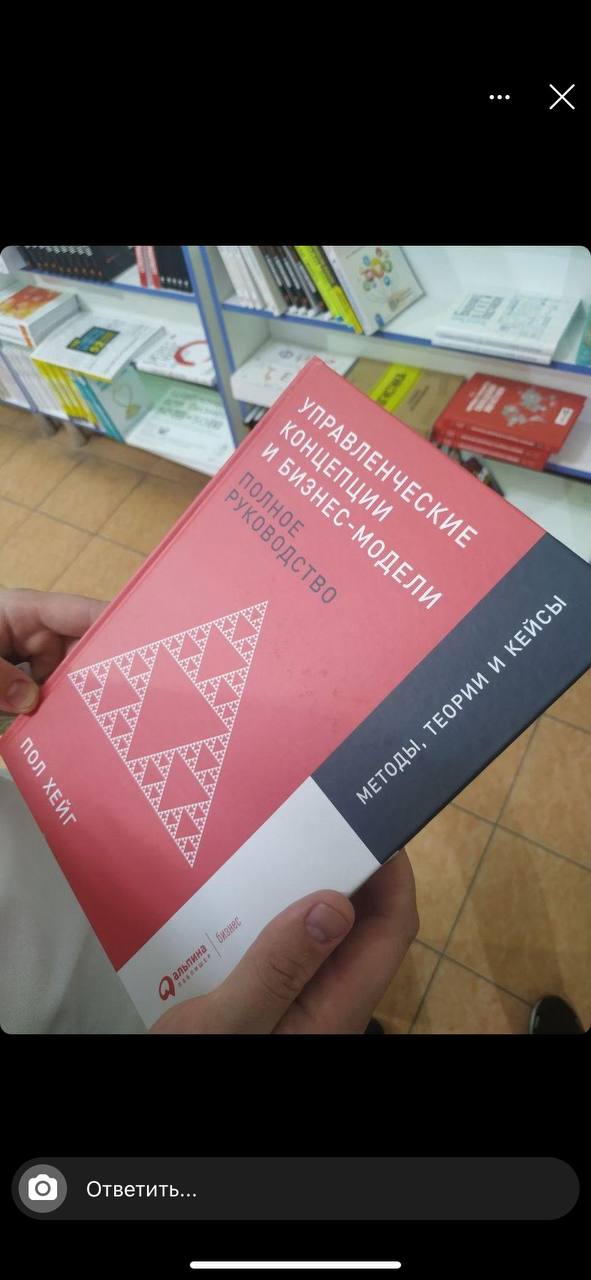 УПРАВЛЕНЧЕСКИЕ
КОНЦЕПЦИИ
И БИЗНЕС-МОДЕЛИ
ПОЛНОЕ
РУКОВОДСТВО
МЕТОДЫ, ТЕОРИИ И КЕЙСЫ
ПОЛ ХЕЙГ
альпина
ПАБЛИШЕР
бизнес
Ответить...